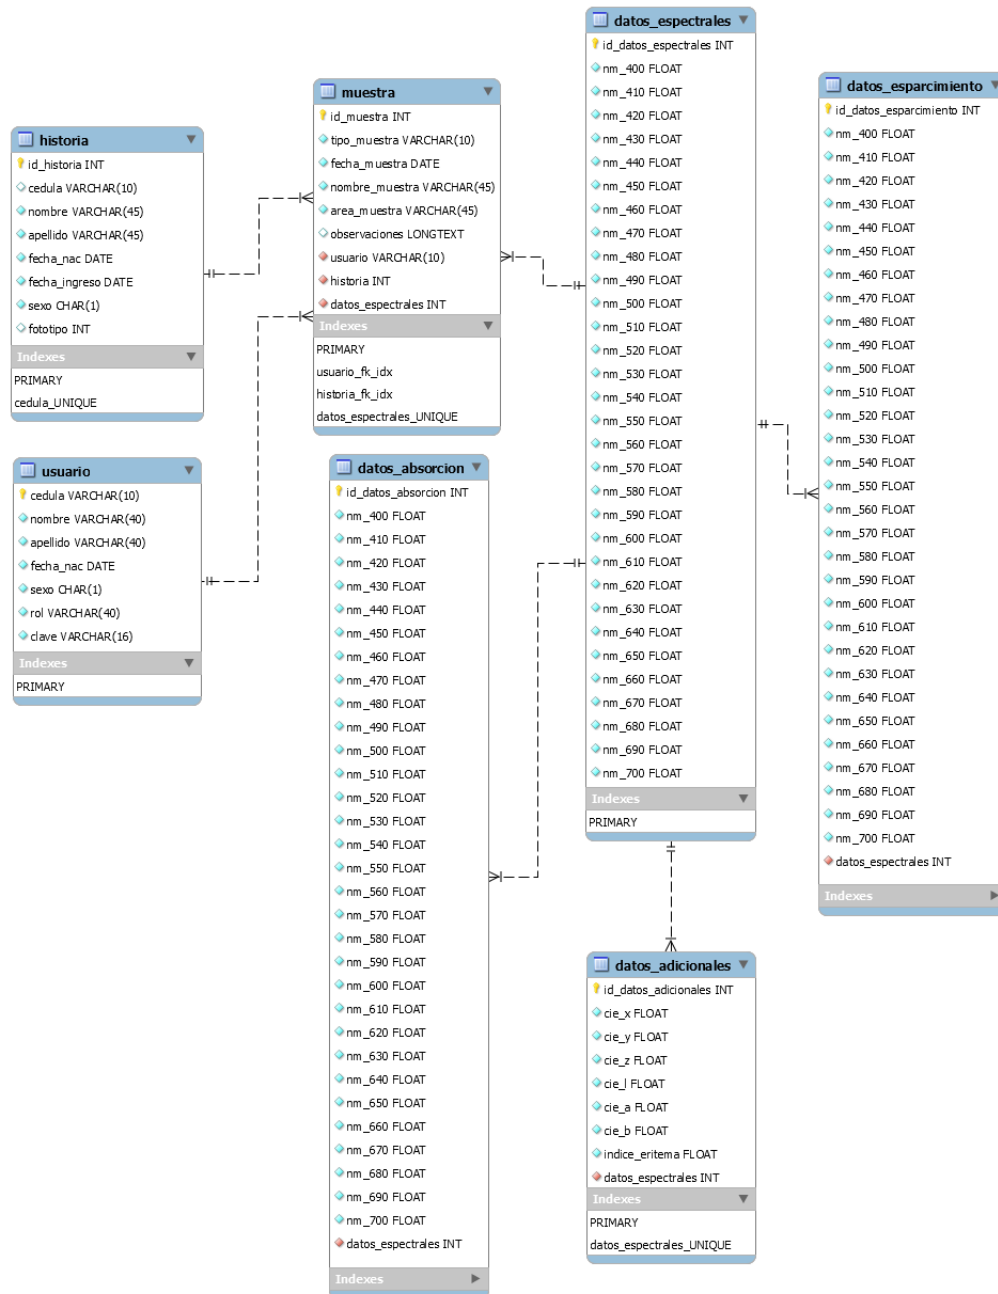 historia
id_historia INT
cedula VARCHAR(10)
nombre VARCHAR(45)
apellido VARCHAR(45)
fecha_nac DATE
fecha_ingreso DATE
sexo CHAR(1)
fototipo INT
Indexes
PRIMARY
cedula_UNIQUE
usuario
cedula VARCHAR(10)
nombre VARCHAR(40)
apellido VARCHAR(40)
fecha_nac DATE
sexo CHAR(1)
rol VARCHAR(40)
clave VARCHAR(16)
Indexes
PRIMARY
muestra
id_muestra INT
tipo_muestra VARCHAR(10)
fecha_muestra DATE
nombre_muestra VARCHAR(45)
area_muestra VARCHAR(45)
observaciones LONGTEXT
usuario VARCHAR(10)
historia INT
datos_espectrales INT
Indexes
PRIMARY
usuario_fk_idx
historia_fk_idx
datos_espectrales_UNIQUE
datos_absorcion
id_datos_absorcion INT
nm_400 FLOAT
nm_410 FLOAT
nm_420 FLOAT
nm_430 FLOAT
nm_440 FLOAT
nm_450 FLOAT
nm_460 FLOAT
nm_470 FLOAT
nm_480 FLOAT
nm_490 FLOAT
nm_500 FLOAT
nm_510 FLOAT
nm_520 FLOAT
nm_530 FLOAT
nm_540 FLOAT
nm_550 FLOAT
nm_560 FLOAT
nm_570 FLOAT
nm_580 FLOAT
nm_590 FLOAT
nm_600 FLOAT
nm_610 FLOAT
nm_620 FLOAT
nm_630 FLOAT
nm_640 FLOAT
nm_650 FLOAT
nm_660 FLOAT
nm_670 FLOAT
nm_680 FLOAT
nm_690 FLOAT
nm_700 FLOAT
datos_espectrales INT
Indexes
datos_espectrales
id_datos_espectrales INT
nm_400 FLOAT
nm_410 FLOAT
nm_420 FLOAT
nm_430 FLOAT
nm_440 FLOAT
nm_450 FLOAT
nm_460 FLOAT
nm_470 FLOAT
nm_480 FLOAT
nm_490 FLOAT
nm_500 FLOAT
nm_510 FLOAT
nm_520 FLOAT
nm_530 FLOAT
nm_540 FLOAT
nm_550 FLOAT
nm_560 FLOAT
nm_570 FLOAT
nm_580 FLOAT
nm_590 FLOAT
nm_600 FLOAT
nm_610 FLOAT
nm_620 FLOAT
nm_630 FLOAT
nm_640 FLOAT
nm_650 FLOAT
nm_660 FLOAT
nm_670 FLOAT
nm_680 FLOAT
nm_690 FLOAT
nm_700 FLOAT
Indexes
PRIMARY
datos_adicionales
id_datos_adicionales INT
cie_x FLOAT
cie_y FLOAT
cie_z FLOAT
cie_l FLOAT
cie_a FLOAT
cie_b FLOAT
indice_eritema FLOAT
datos_espectrales INT
Indexes
PRIMARY
datos_espectrales_UNIQUE
datos_esparcimiento
id_datos_esparcimiento INT
nm_400 FLOAT
nm_410 FLOAT
nm_420 FLOAT
nm_430 FLOAT
nm_440 FLOAT
nm_450 FLOAT
nm_460 FLOAT
nm_470 FLOAT
nm_480 FLOAT
nm_490 FLOAT
nm_500 FLOAT
nm_510 FLOAT
nm_520 FLOAT
nm_530 FLOAT
nm_540 FLOAT
nm_550 FLOAT
nm_560 FLOAT
nm_570 FLOAT
nm_580 FLOAT
nm_590 FLOAT
nm_600 FLOAT
nm_610 FLOAT
nm_620 FLOAT
nm_630 FLOAT
nm_640 FLOAT
nm_650 FLOAT
nm_660 FLOAT
nm_670 FLOAT
nm_680 FLOAT
nm_690 FLOAT
nm_700 FLOAT
datos_espectrales INT
Indexes